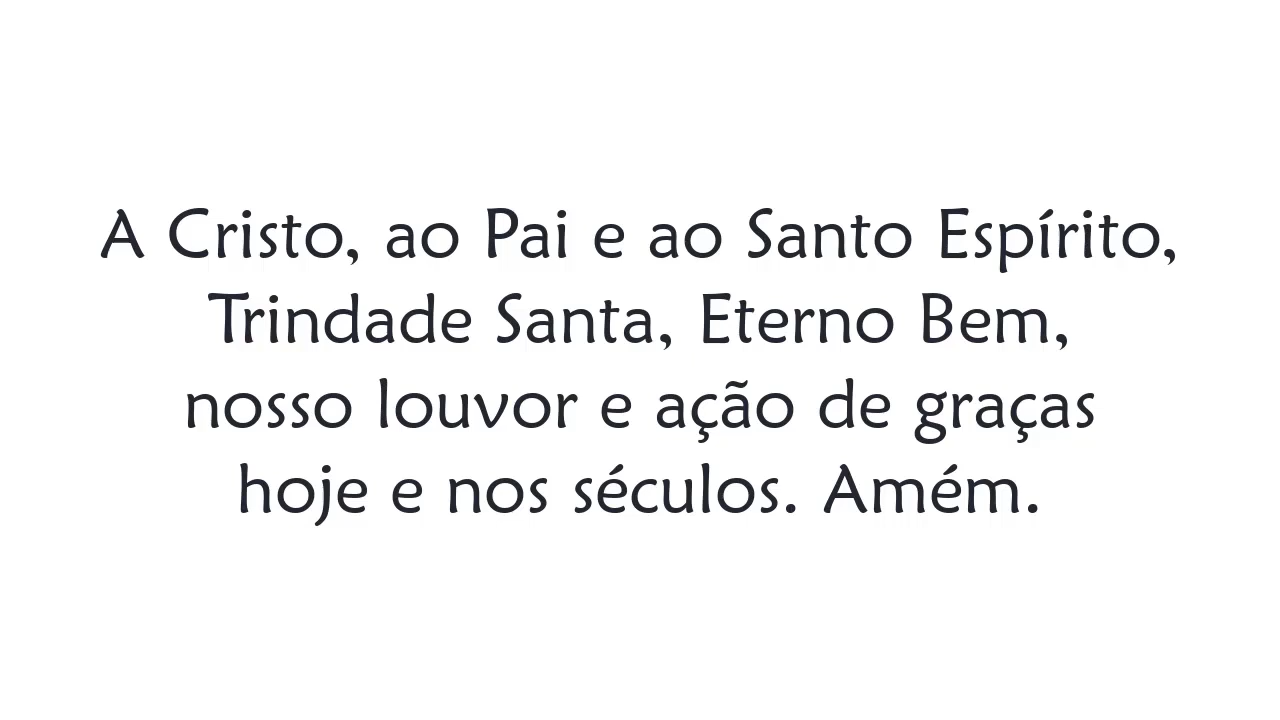 A Cristo, ao Pai e ao Santo Espírito,
Trindade Santa, Eterno Bem,
nosso louvor e ação de graças
hoje e nos séculos. Amém.